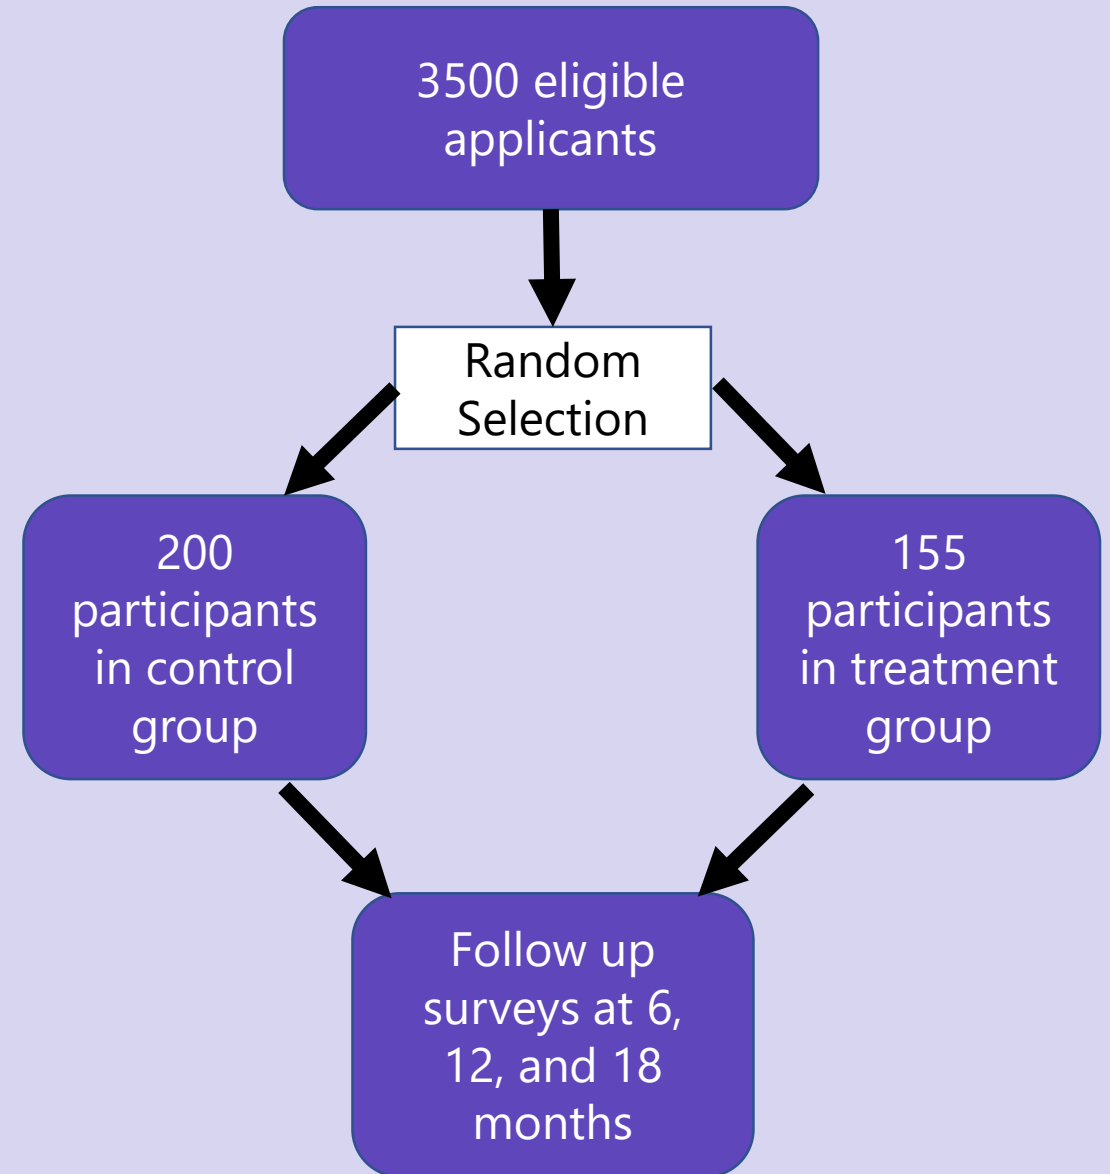 3500 eligible
applicants
Random
Selection
200
participants
in control
group
155
participants
in treatment
group
Follow up
surveys at 6,
12, and 18
months